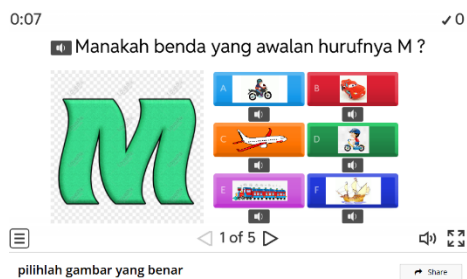 0:07
✓ 0
Manakah benda yang awalan hurufnya M ?
M
A
B
C
D
E
F
1 of 5
pilihlah gambar yang benar
Share